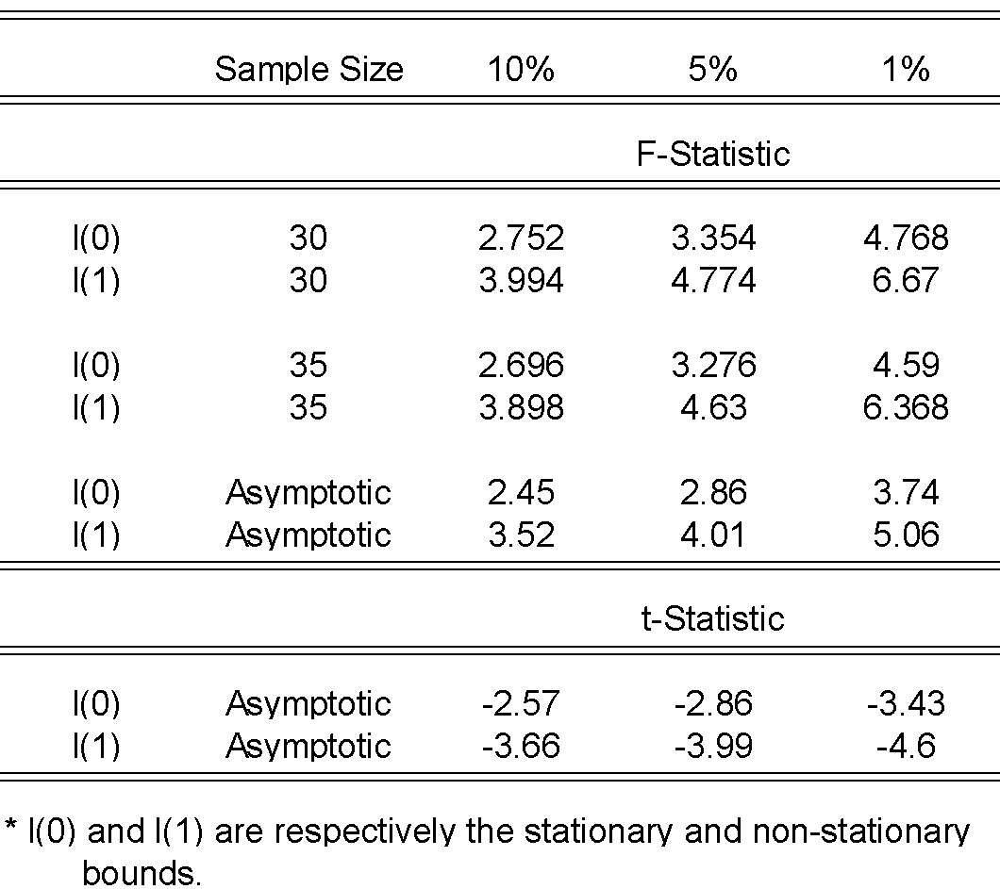 Sample Size 10% 5% 1%
F-Statistic
I(0) 30 2.752 3.354 4.768
I(1) 30 3.994 4.774 6.67
I(0) 35 2.696 3.276 4.59
I(1) 35 3.898 4.63 6.368
I(0) Asymptotic 2.45 2.86 3.74
I(1) Asymptotic 3.52 4.01 5.06
t-Statistic
I(0) Asymptotic -2.57 -2.86 -3.43
I(1) Asymptotic -3.66 -3.99 -4.6
* I(0) and I(1) are respectively the stationary and non-stationary
bounds.